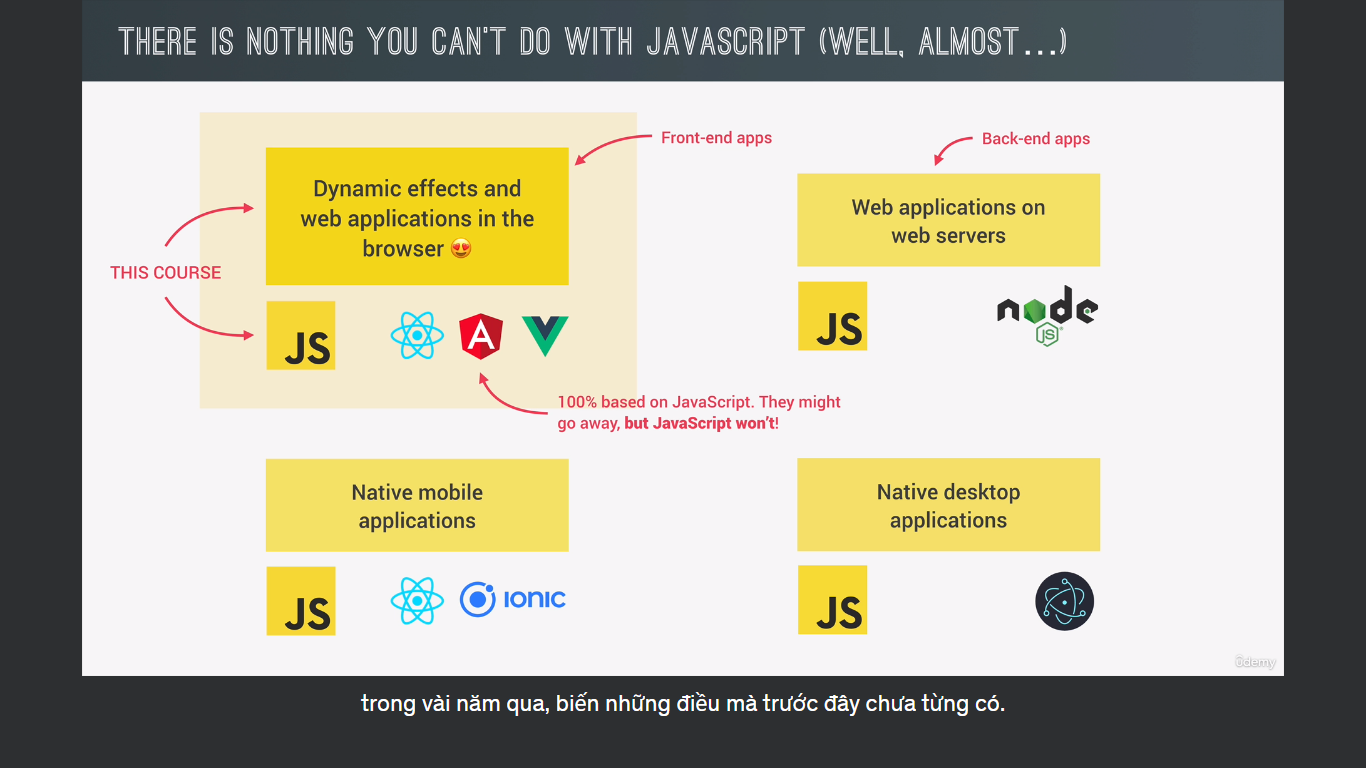 THERE IS NOTHING YOU CAN'T DO WITH JAVASCRIPT (WELL, ALMOST...)
Front-end apps
Dynamic effects and
web applications in the
browser 😍
THIS COURSE
JS
A
100% based on JavaScript. They might
go away, but JavaScript won't!
Back-end apps
Web applications on
web servers
JS
node
JS
Native mobile
applications
JS
IONIC
Native desktop
applications
JS
ûdemy
trong vài năm qua, biến những điều mà trước đây chưa từng có.